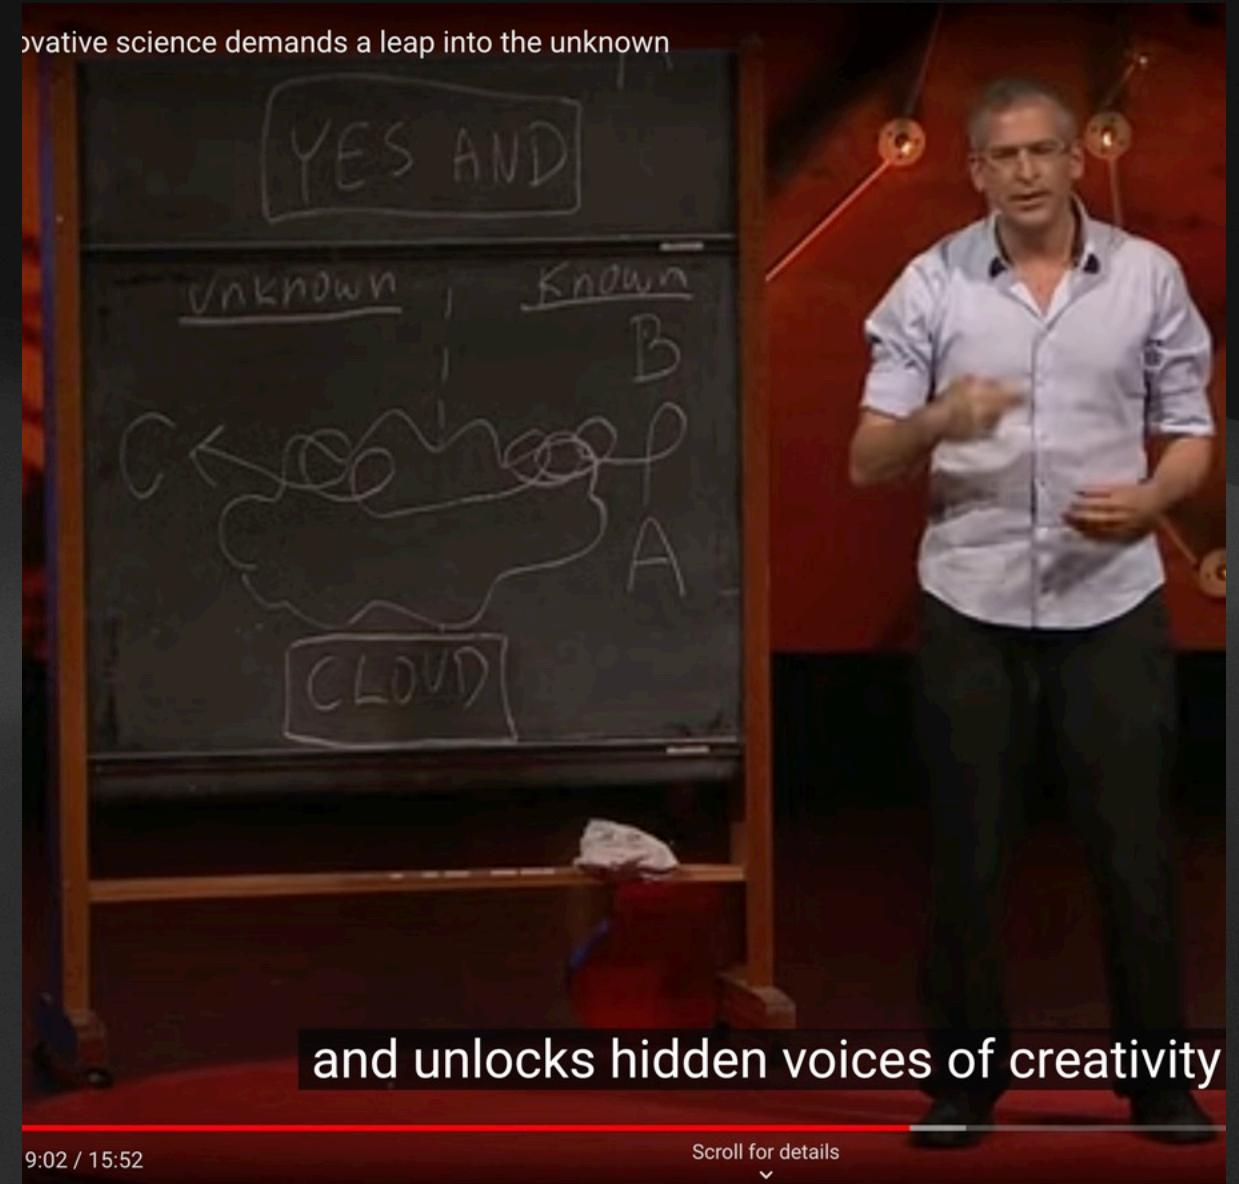 ovative science demands a leap into the unknown
YES AND
Unknown Known
B
C
A
CLOUD
and unlocks hidden voices of creativity
9:02 / 15:52
Scroll for details